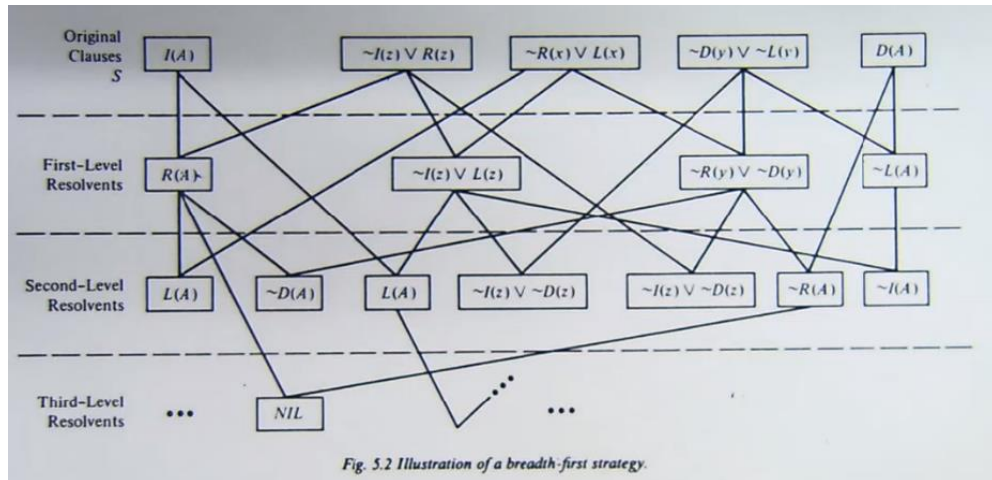 Original
Clauses
S
I(A)
~I(z) ∨ R(z)
~R(x) ∨ L(x)
~D(y) ∨ ~L(y)
D(A)
First-Level
Resolvents
R(A)
~I(z) ∨ L(z)
~R(y) ∨ ~D(y)
~L(A)
Second-Level
Resolvents
L(A)
~D(A)
L(A)
~I(z) ∨ ~D(z)
~I(z) ∨ ~D(z)
~R(A)
~I(A)
Third-Level
Resolvents
•••
NIL
•••
•••
Fig. 5.2 Illustration of a breadth-first strategy.